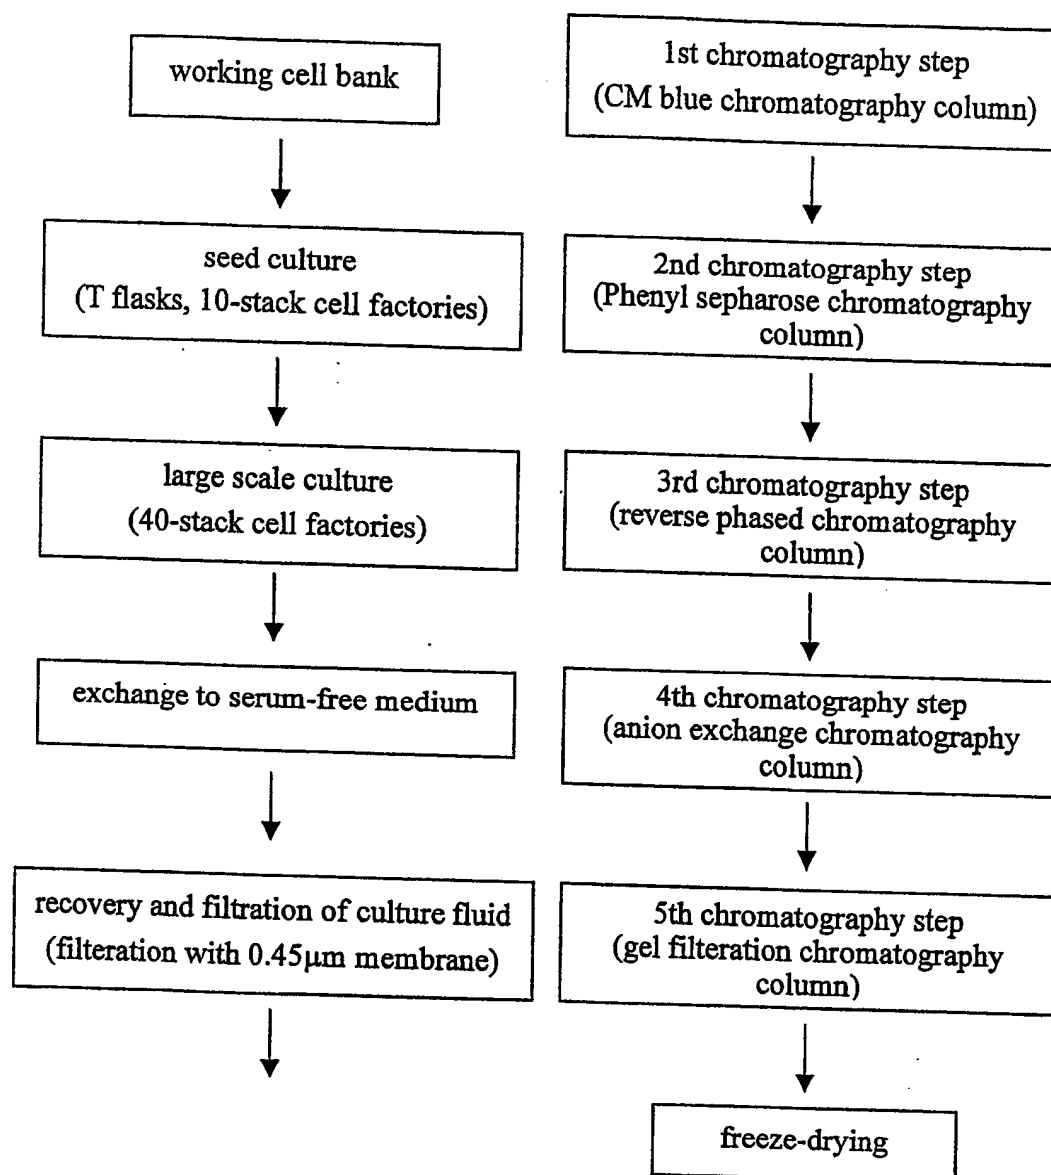 working cell bank
seed culture
(T flasks, 10-stack cell factories)
large scale culture
(40-stack cell factories)
exchange to serum-free medium
recovery and filtration of culture fluid
(filteration with 0.45μm membrane)
1st chromatography step
(CM blue chromatography column)
2nd chromatography step
(Phenyl sepharose chromatography
column)
3rd chromatography step
(reverse phased chromatography
column)
4th chromatography step
(anion exchange chromatography
column)
5th chromatography step
(gel filteration chromatography
column)
freeze-drying